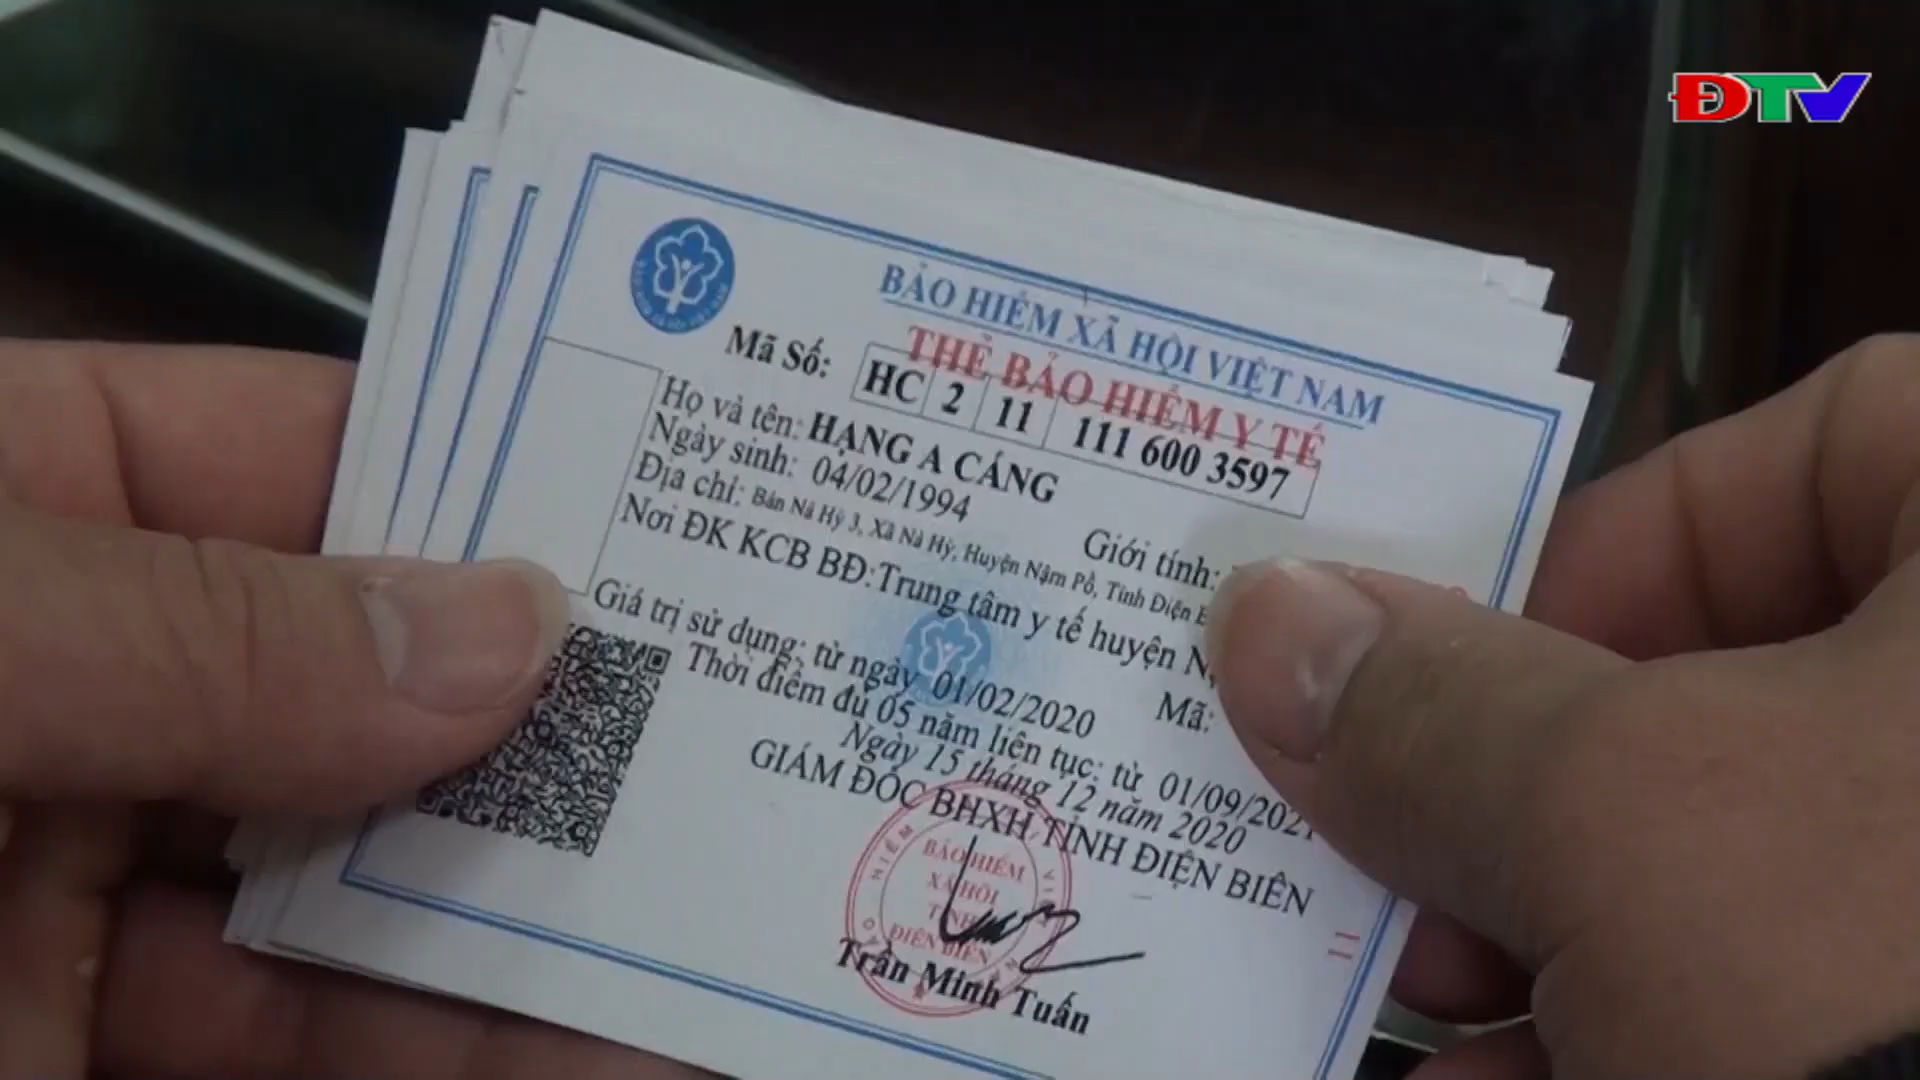 ĐTV
BẢO HIỂM XÃ HỘI VIỆT NAM
THẺ BẢO HIỂM Y TẾ
Mã Số: HC 2 11 111 600 3597
Họ và tên: HẠNG A CÁNG
Ngày sinh: 04/02/1994 Giới tính:
Địa chỉ: Bản Nà Hỳ 3, Xã Nà Hỳ, Huyện Nậm Pồ, Tỉnh Điện
Nơi ĐK KCB BĐ: Trung tâm y tế huyện
Mã:
Giá trị sử dụng: từ ngày 01/02/2020
Thời điểm đủ 05 năm liên tục: từ 01/09/2021
Ngày 15 tháng 12 năm 2020
GIÁM ĐỐC BHXH TỈNH ĐIỆN BIÊN
BẢO HIỂM
XÃ HỘI
TỈNH
ĐIỆN BIÊN
Trần Minh Tuấn